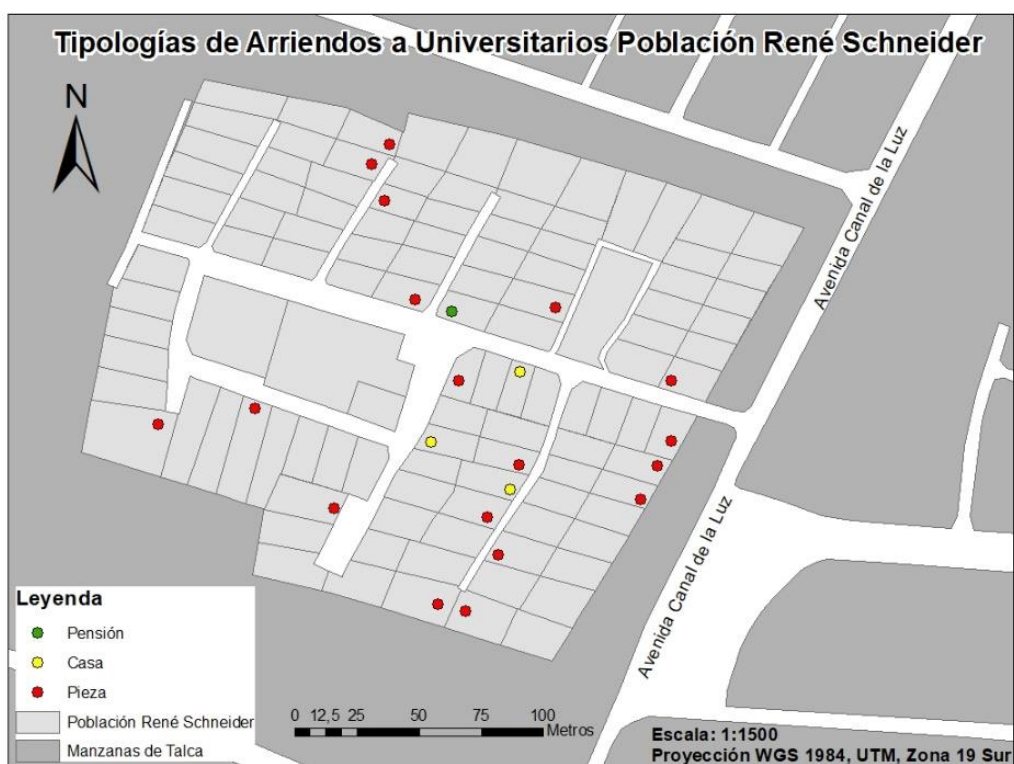 Tipologías de Arriendos a Universitarios Población René Schneider
N
Avenida Canal de la Luz
Avenida Canal de la Luz
Leyenda
Pensión
Casa
Pieza
Población René Schneider
Manzanas de Talca
0 12,5 25 50 75 100
Metros
Escala: 1:1500
Proyección WGS 1984, UTM, Zona 19 Sur